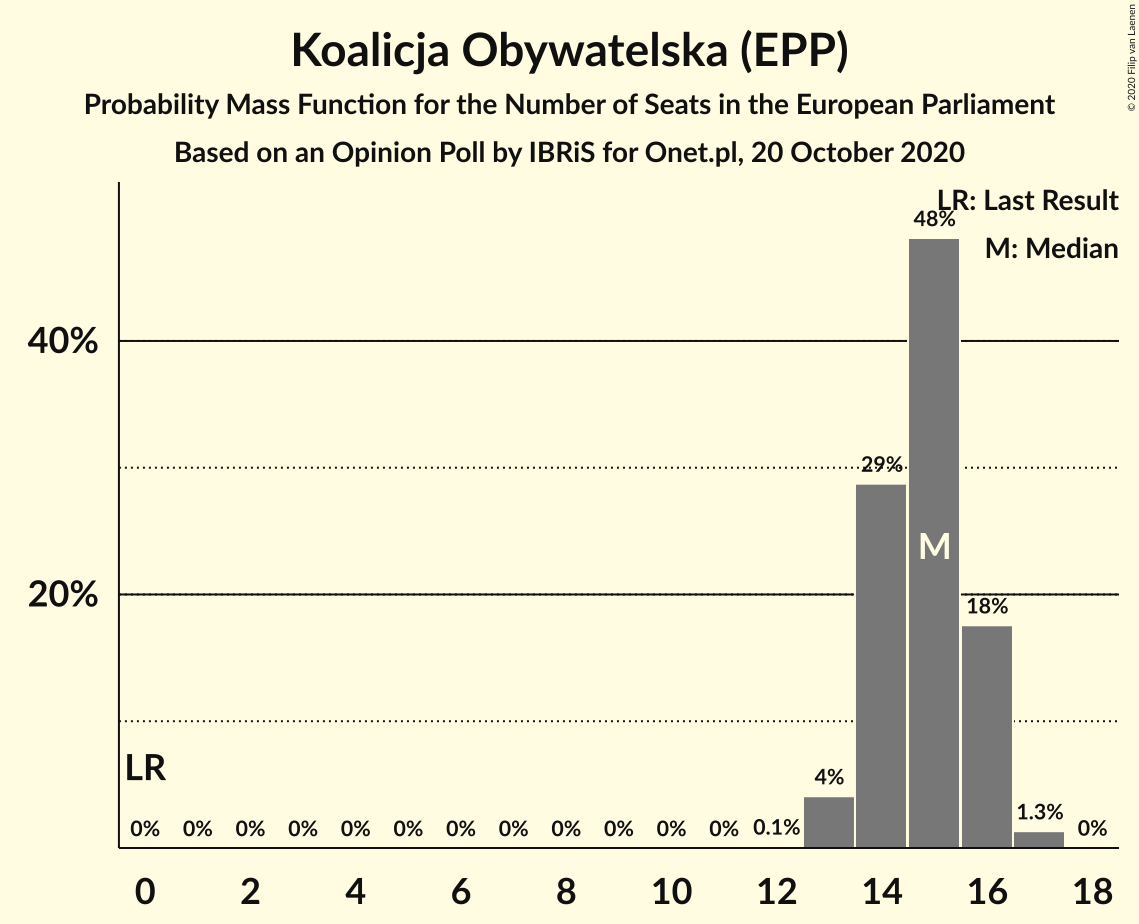 Koalicja Obywatelska (EPP)
Probability Mass Function for the Number of Seats in the European Parliament
Based on an Opinion Poll by IBRiS for Onet.pl, 20 October 2020
© 2020 Filip van Laenen
LR: Last Result
M: Median
48%
40%
29%
M
20%
18%
LR
4%
0% 0% 0% 0% 0% 0% 0% 0% 0% 0% 0% 0% 0.1% 1.3% 0%
0 2 4 6 8 10 12 14 16 18